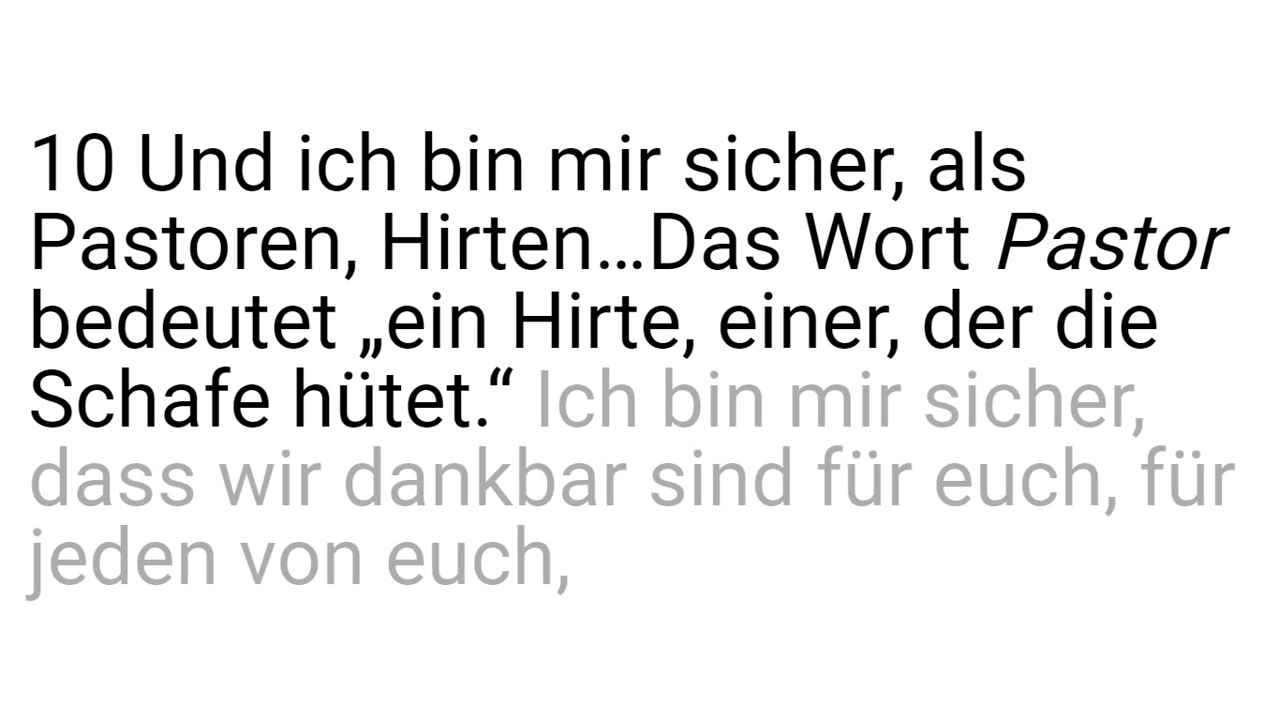 10 Und ich bin mir sicher, als
Pastoren, Hirten…Das Wort Pastor
bedeutet „ein Hirte, einer, der die
Schafe hütet.“ Ich bin mir sicher,
dass wir dankbar sind für euch, für
jeden von euch,